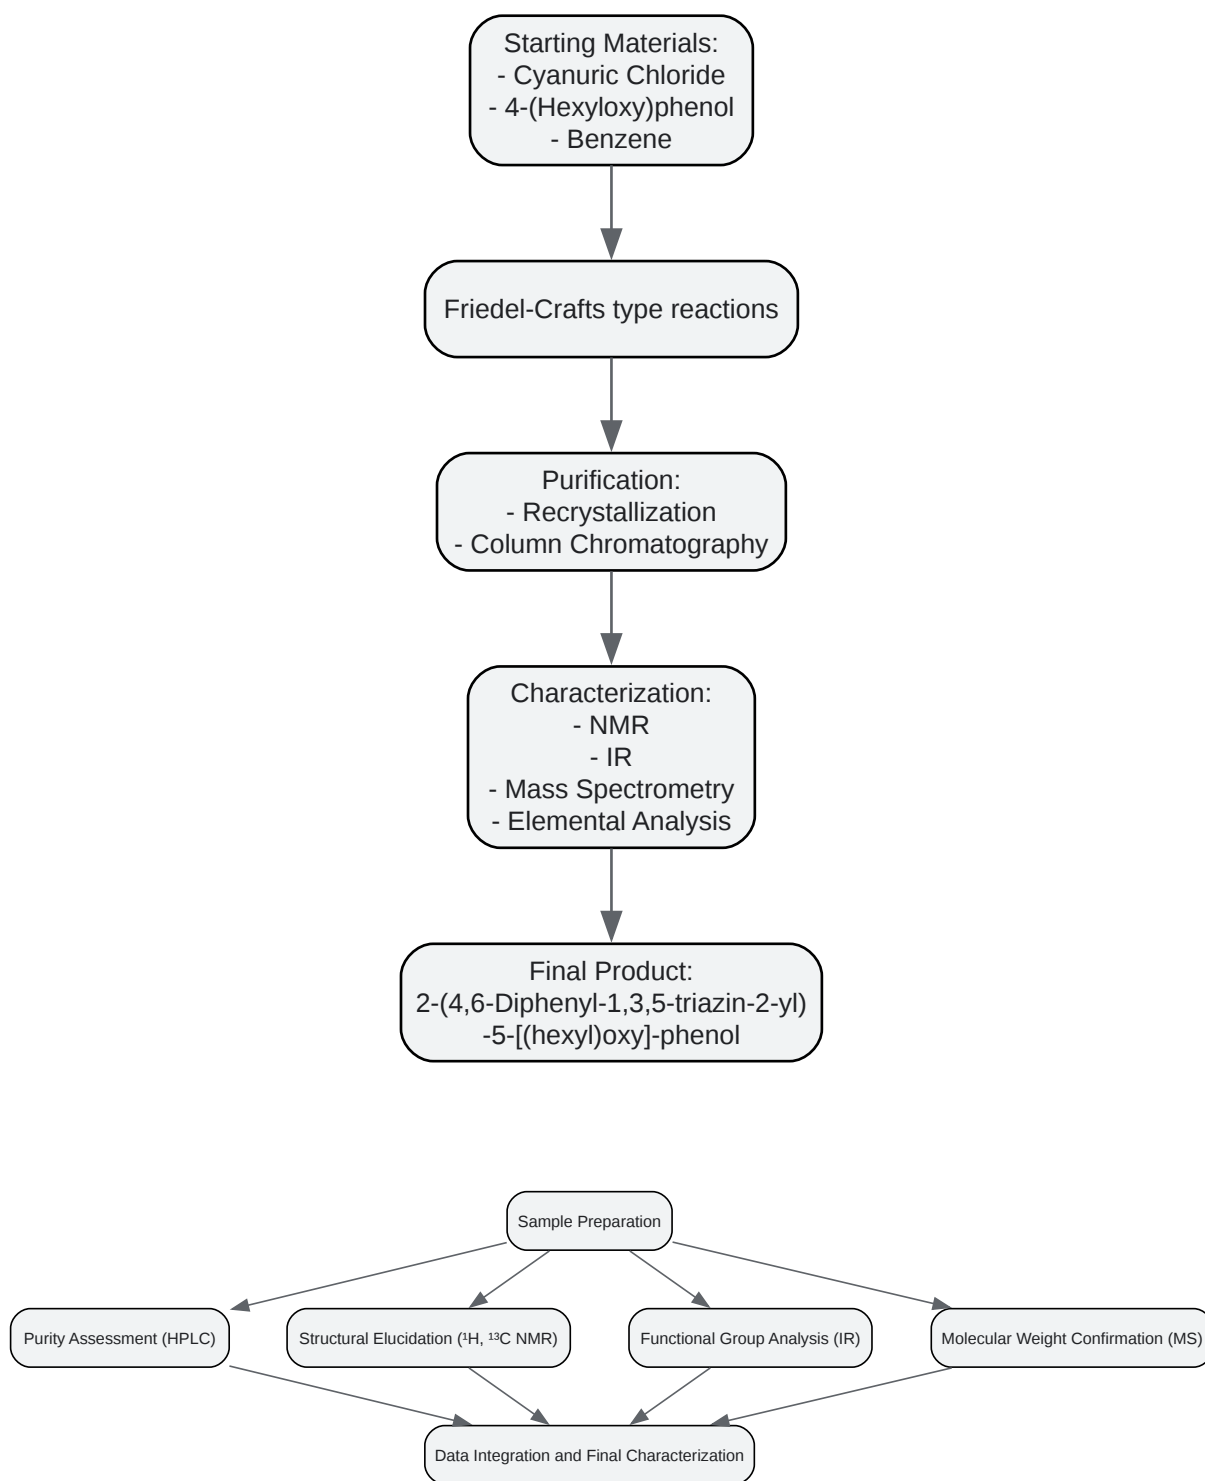 Starting Materials:
- Cyanuric Chloride
- 4-(Hexyloxy)phenol
- Benzene
Friedel-Crafts type reactions
Purification:
- Recrystallization
- Column Chromatography
Characterization:
- NMR
- IR
- Mass Spectrometry
- Elemental Analysis
Final Product:
2-(4,6-Diphenyl-1,3,5-triazin-2-yl)
-5-[(hexyl)oxy]-phenol
Sample Preparation
Purity Assessment (HPLC)
Structural Elucidation (¹H, ¹³C NMR)
Functional Group Analysis (IR)
Molecular Weight Confirmation (MS)
Data Integration and Final Characterization